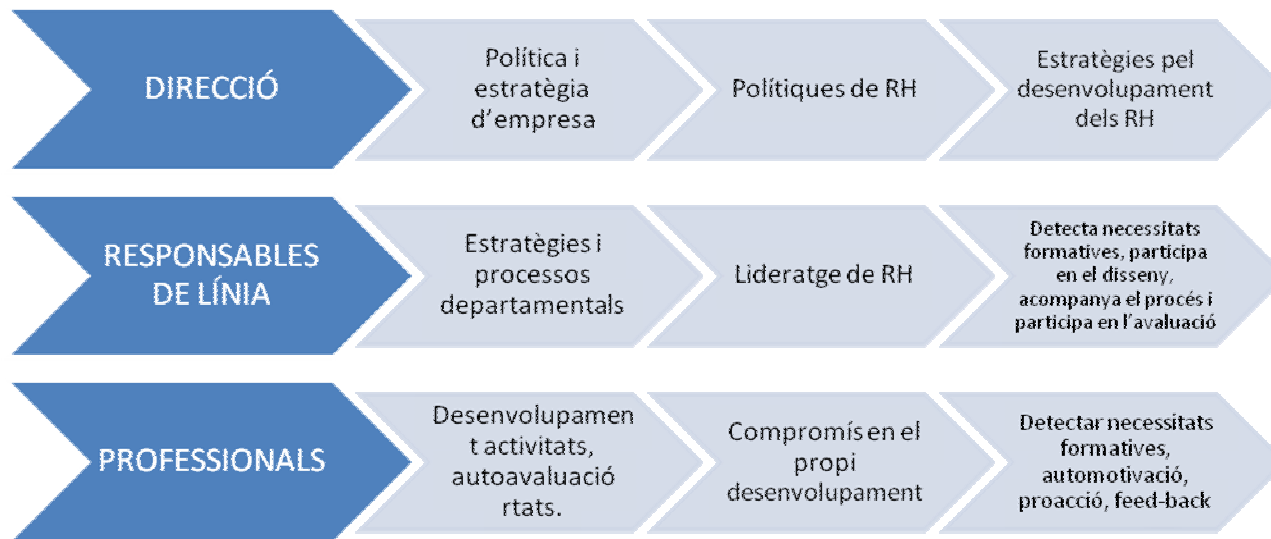 DIRECCIÓ
Política i
estratègia
d'empresa
Polítiques de RH
Estratègies pel
desenvolupament
dels RH
RESPONSABLES
DE LÍNIA
Estratègies i
processos
departamentals
Lideratge de RH
Detecta necessitats
formatives, participa
en el disseny,
acompanya el procés i
participa en l'avaluació
PROFESSIONALS
Desenvolupamen
t activitats,
autoavaluació
rtats.
Compromís en el
propi
desenvolupament
Detectar necessitats
formatives,
automotivació,
proacció, feed-back